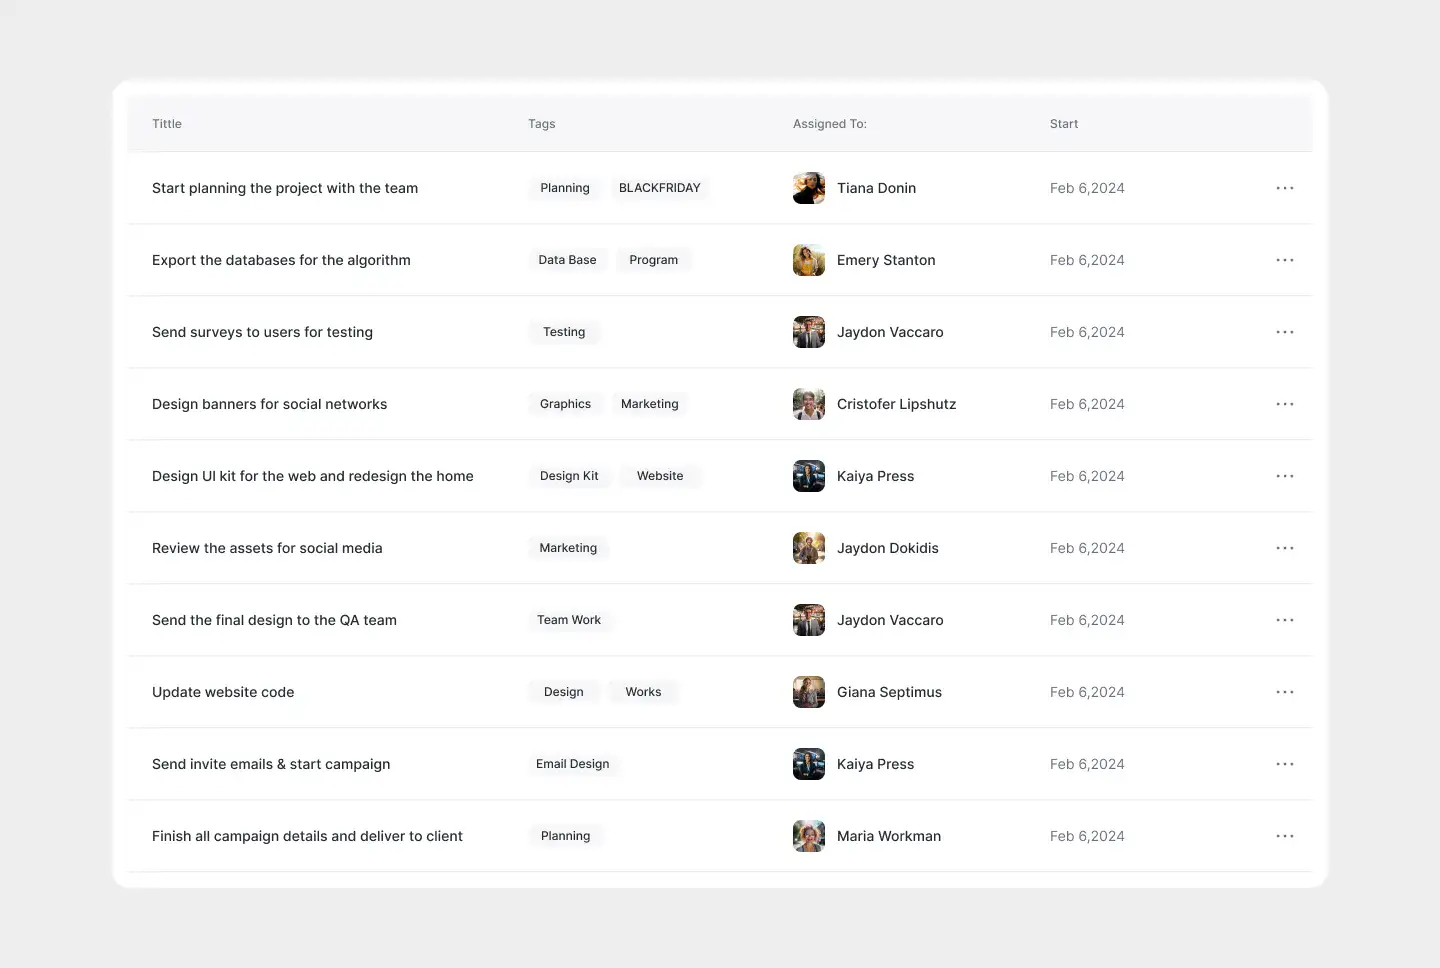 Tittle Tags Assigned To: Start
Start planning the project with the team Planning BLACKFRIDAY Tiana Donin Feb 6,2024
Export the databases for the algorithm Data Base Program Emery Stanton Feb 6,2024
Send surveys to users for testing Testing Jaydon Vaccaro Feb 6,2024
Design banners for social networks Graphics Marketing Cristofer Lipshutz Feb 6,2024
Design UI kit for the web and redesign the home Design Kit Website Kaiya Press Feb 6,2024
Review the assets for social media Marketing Jaydon Dokidis Feb 6,2024
Send the final design to the QA team Team Work Jaydon Vaccaro Feb 6,2024
Update website code Design Works Giana Septimus Feb 6,2024
Send invite emails & start campaign Email Design Kaiya Press Feb 6,2024
Finish all campaign details and deliver to client Planning Maria Workman Feb 6,2024